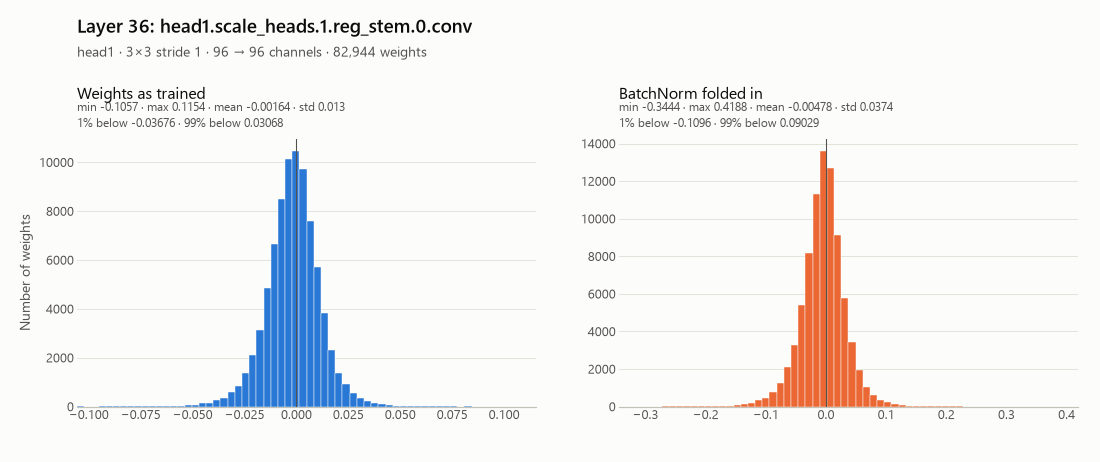 Layer 36: head1.scale_heads.1.reg_stem.0.conv
head1 · 3×3 stride 1 · 96 → 96 channels · 82,944 weights
Weights as trained
min -0.1057 · max 0.1154 · mean -0.00164 · std 0.013
1% below -0.03676 · 99% below 0.03068
Number of weights
10000
8000
6000
4000
2000
0
−0.100 −0.075 −0.050 −0.025 0.000 0.025 0.050 0.075 0.100
BatchNorm folded in
min -0.3444 · max 0.4188 · mean -0.00478 · std 0.0374
1% below -0.1096 · 99% below 0.09029
14000
12000
10000
8000
6000
4000
2000
0
−0.3 −0.2 −0.1 0.0 0.1 0.2 0.3 0.4